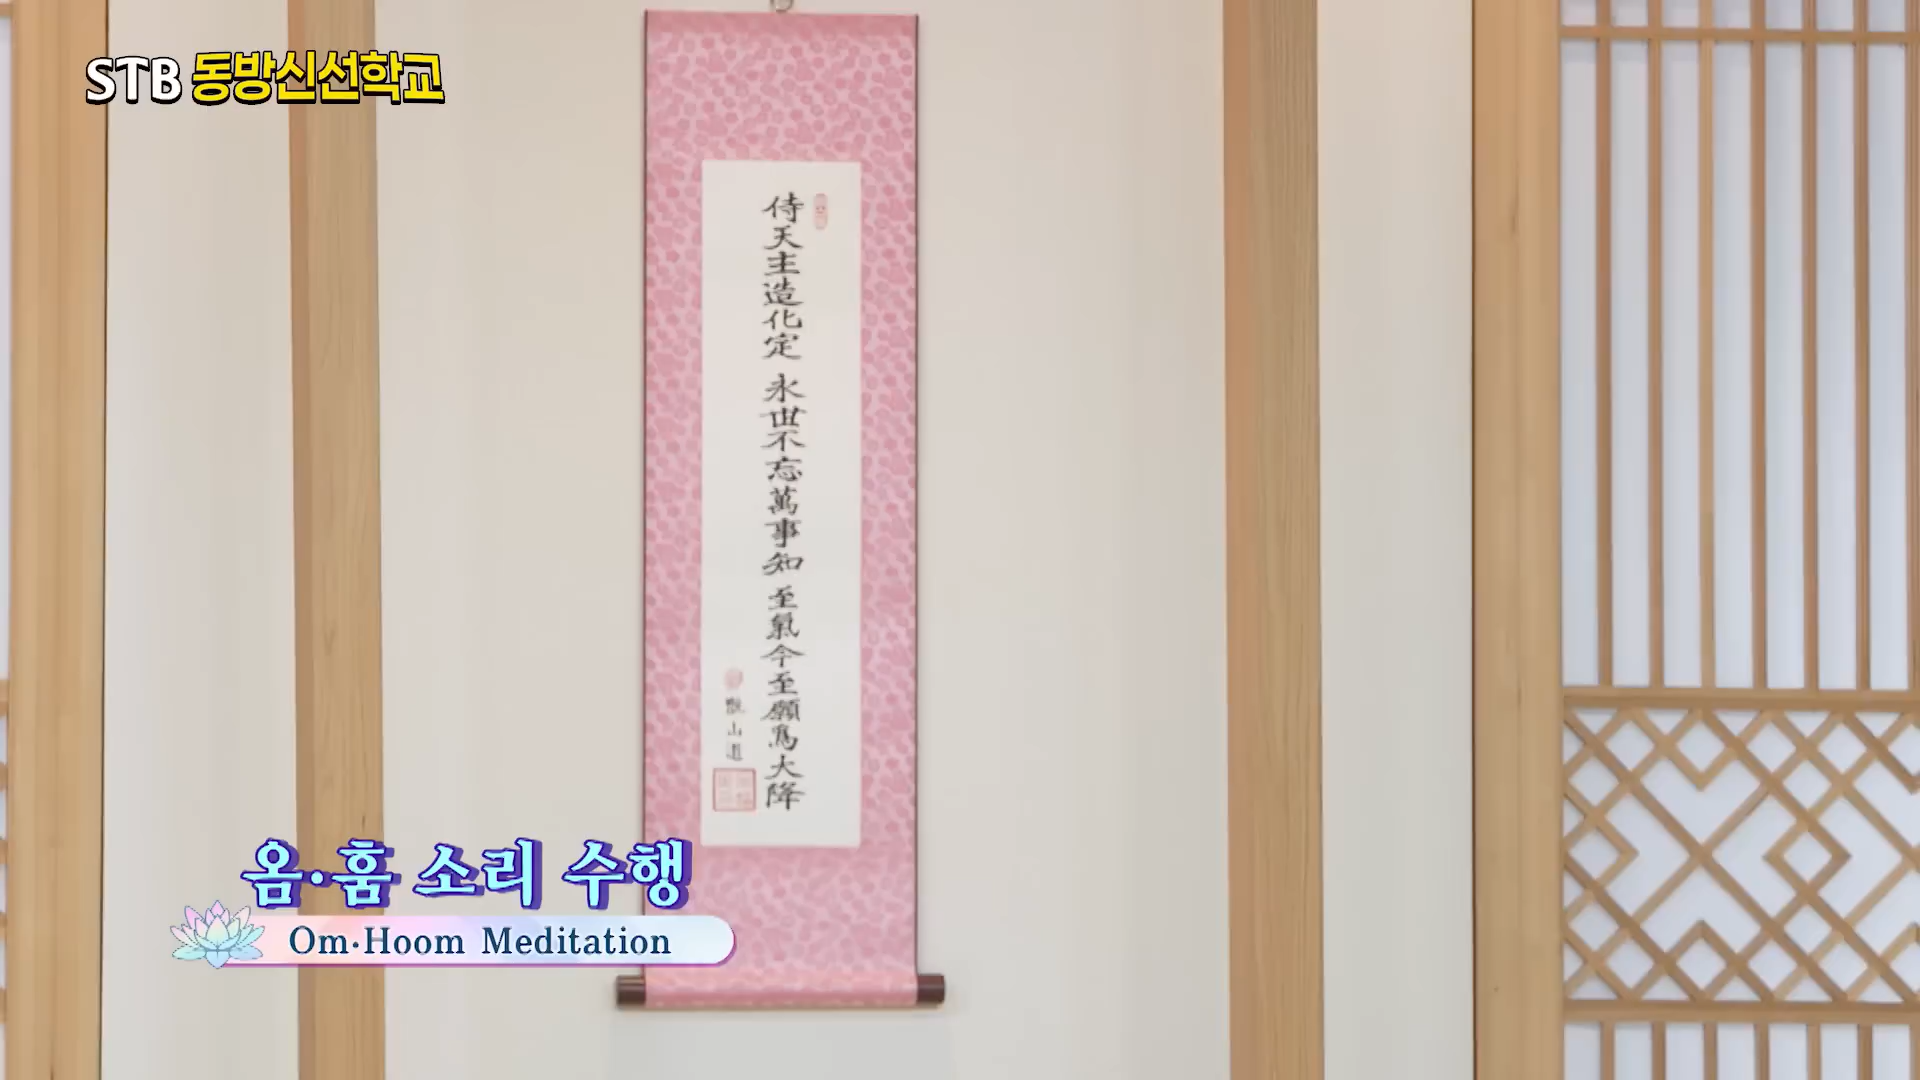 STB 동방신선학교
侍天主造化定 永世不忘萬事知 至氣今至願爲大降
甑山道
옴·훔 소리 수행
Om·Hoom Meditation